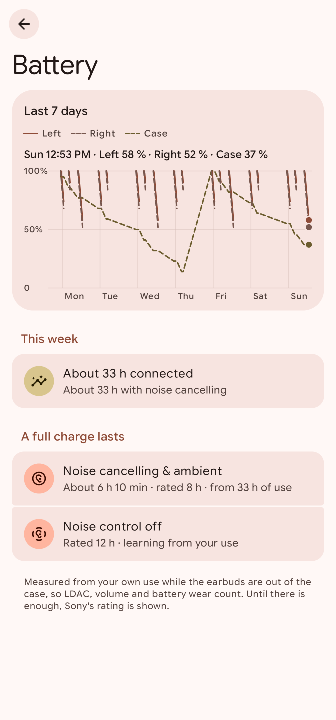 Battery
Last 7 days
Left Right Case
Sun 12:53 PM · Left 58 % · Right 52 % · Case 37 %
100%
50%
0
Mon Tue Wed Thu Fri Sat Sun
This week
About 33 h connected
About 33 h with noise cancelling
A full charge lasts
Noise cancelling & ambient
About 6 h 10 min · rated 8 h · from 33 h of use
Noise control off
Rated 12 h · learning from your use
Measured from your own use while the earbuds are out of the
case, so LDAC, volume and battery wear count. Until there is
enough, Sony's rating is shown.